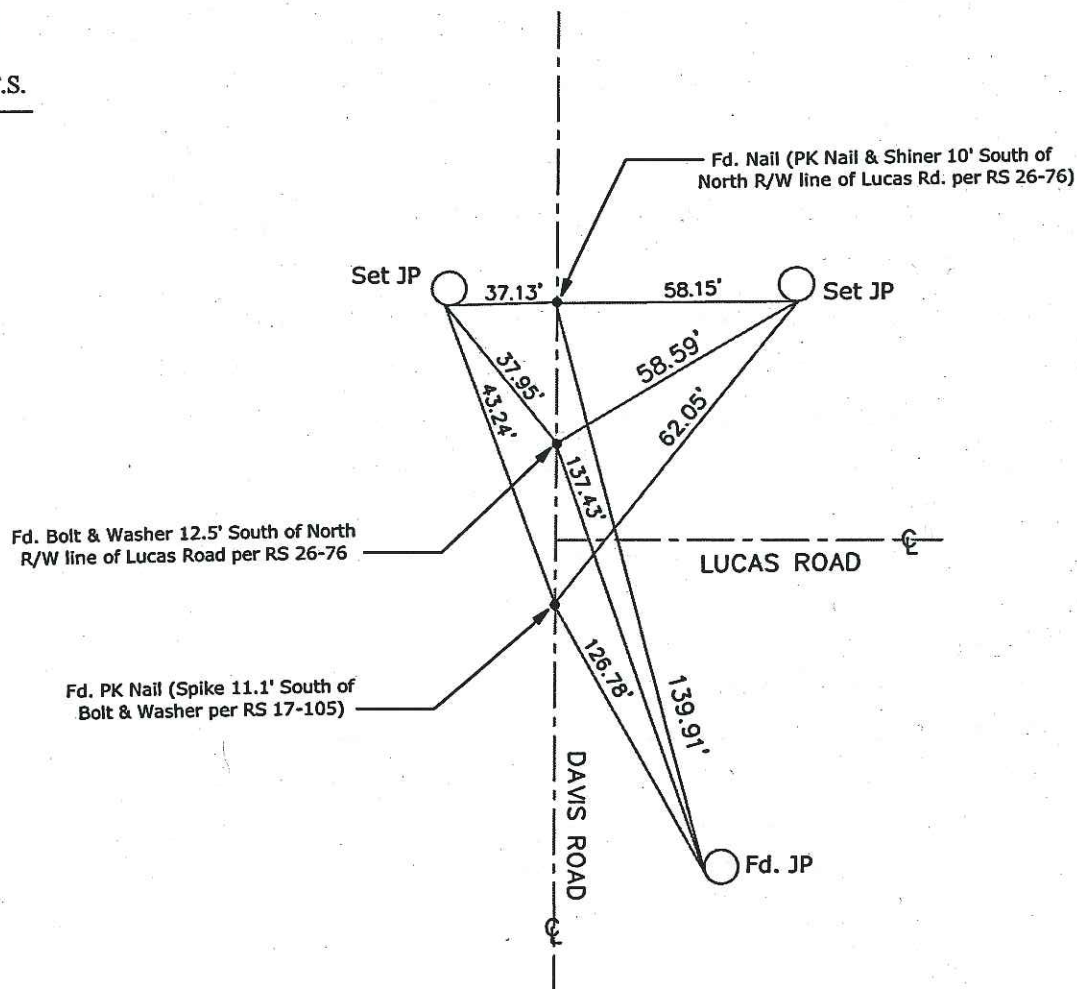 Fd. Nail (PK Nail & Shiner 10' South of
North R/W line of Lucas Rd. per RS 26-76)
Set JP
37.13'
58.15'
Set JP
37.95'
58.59'
43.24'
62.05'
137.43'
Fd. Bolt & Washer 12.5' South of North
R/W line of Lucas Road per RS 26-76
LUCAS ROAD
126.78'
139.91'
Fd. PK Nail (Spike 11.1' South of
Bolt & Washer per RS 17-105)
DAVIS ROAD
Fd. JP